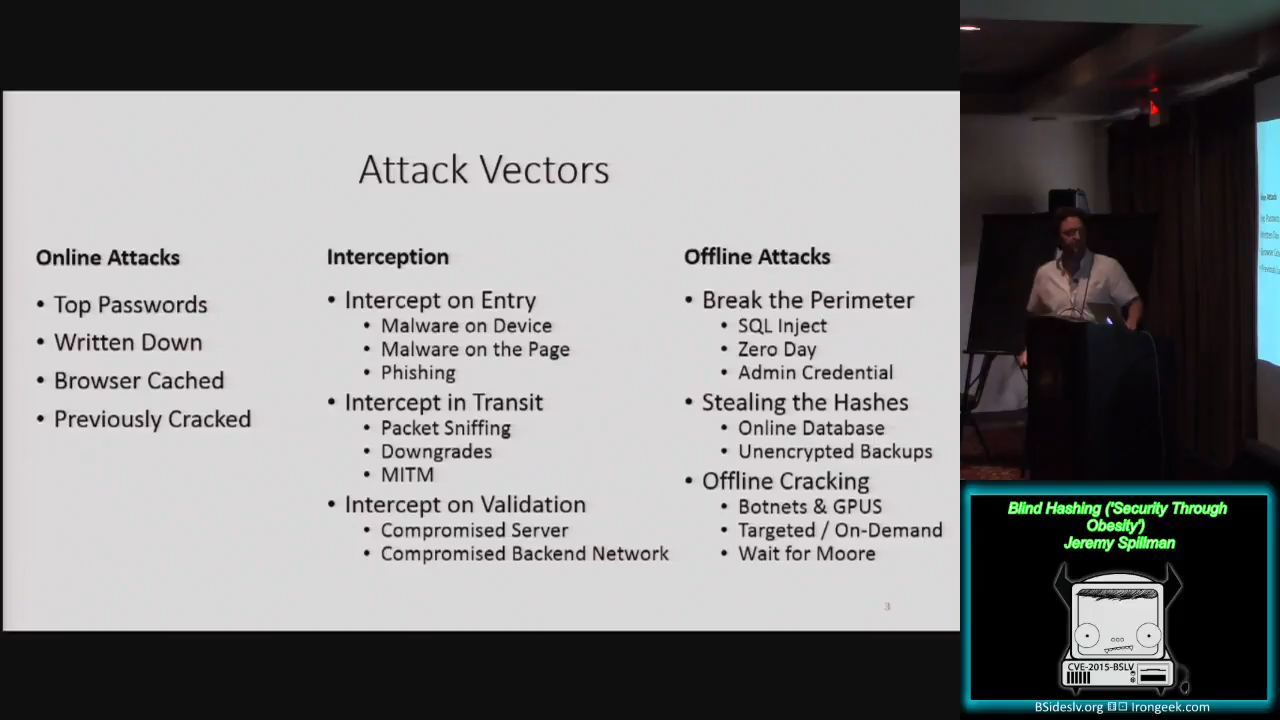 Attack Vectors
Online Attacks
• Top Passwords
• Written Down
• Browser Cached
• Previously Cracked
Interception
• Intercept on Entry
• Malware on Device
• Malware on the Page
• Phishing
• Intercept in Transit
• Packet Sniffing
• Downgrades
• MITM
• Intercept on Validation
• Compromised Server
• Compromised Backend Network
Offline Attacks
• Break the Perimeter
• SQL Inject
• Zero Day
• Admin Credential
• Stealing the Hashes
• Online Database
• Unencrypted Backups
• Offline Cracking
• Botnets & GPUS
• Targeted / On-Demand
• Wait for Moore
3
Blind Hashing ("Security Through
Obesity")
Jeremy Spillman
CVE-2015-BSLV
BSideslv.org Irongeek.com